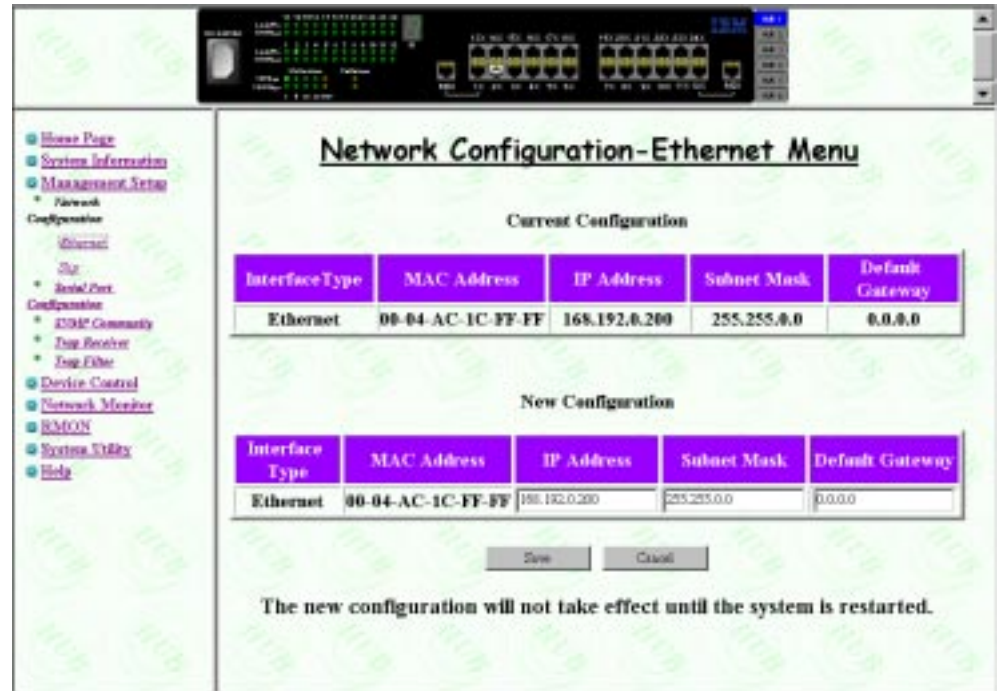 Home Page
System Information
Management Setup
Network
Configuration
Ethernet
Slip
Serial Port
Configuration
SNMP Community
Trap Receiver
Trap Filter
Device Control
Network Monitor
RMON
System Utility
Help
Network Configuration-Ethernet Menu
Current Configuration
InterfaceType MAC Address IP Address Subnet Mask Default Gateway
Ethernet 00-04-AC-1C-FF-FF 168.192.0.200 255.255.0.0 0.0.0.0
New Configuration
Interface Type MAC Address IP Address Subnet Mask Default Gateway
Ethernet 00-04-AC-1C-FF-FF 168.192.0.200 255.255.0.0 0.0.0.0
Save Cancel
The new configuration will not take effect until the system is restarted.